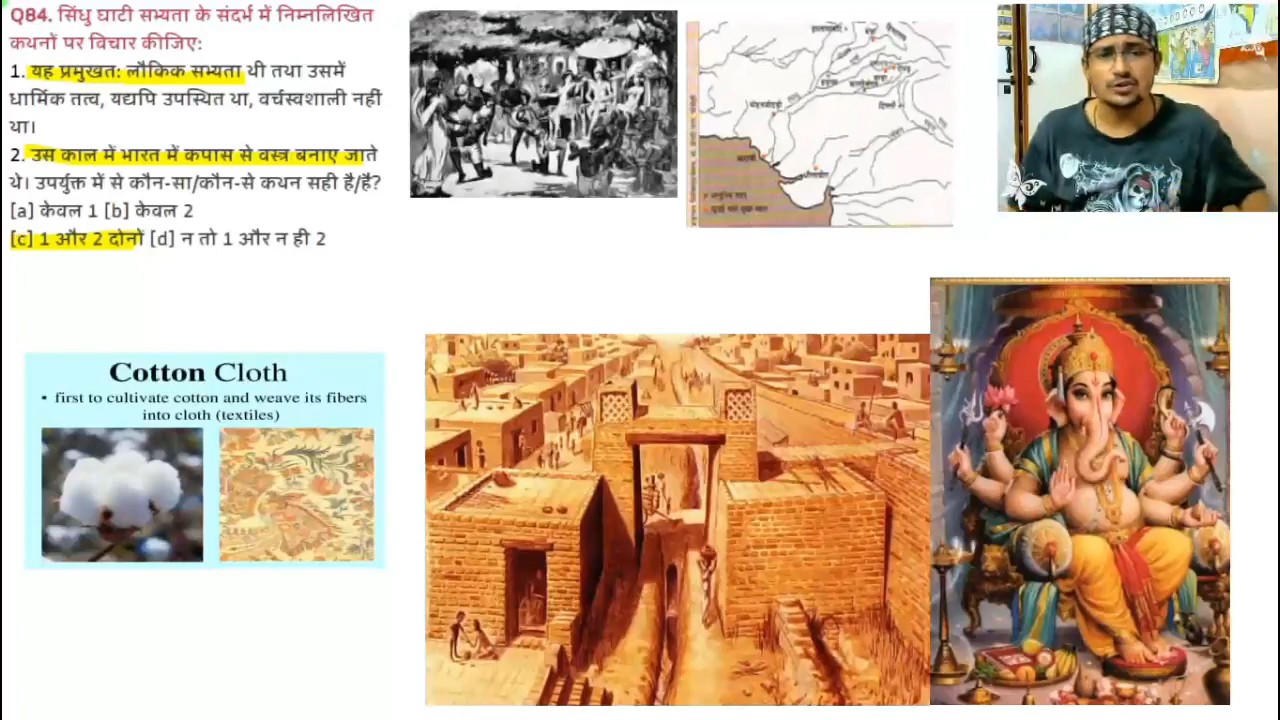 Q84. सिंधु घाटी सभ्यता के संदर्भ में निम्नलिखित
कथनों पर विचार कीजिए:
1. यह प्रमुखत: लौकिक सभ्यता थी तथा उसमें
धार्मिक तत्व, यद्यपि उपस्थित था, वर्चस्वशाली नहीं
था।
2. उस काल में भारत में कपास से वस्त्र बनाए जाते
थे। उपर्युक्त में से कौन-सा/कौन-से कथन सही है/है?
[a] केवल 1 [b] केवल 2
[c] 1 और 2 दोनों [d] न तो 1 और न ही 2
Cotton Cloth
• first to cultivate cotton and weave its fibers
into cloth (textiles)